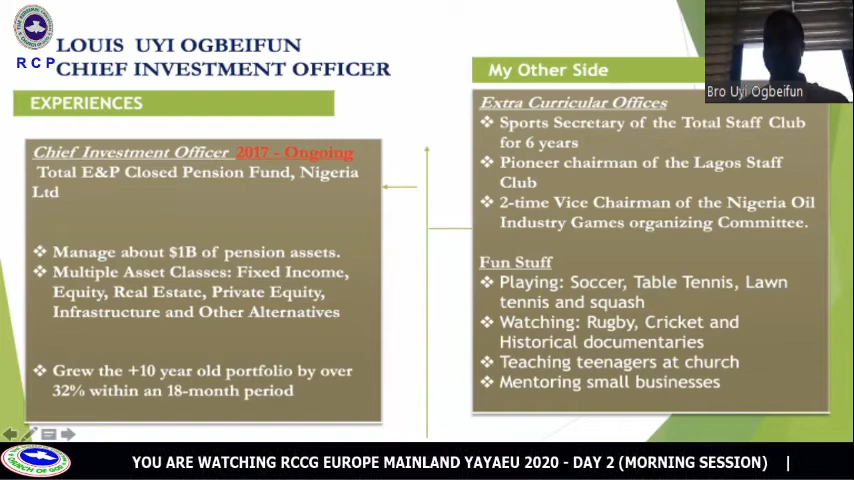 LOUIS UYI OGBEIFUN
RCP
CHIEF INVESTMENT OFFICER
EXPERIENCES
Chief Investment Officer 2017 - Ongoing
Total E&P Closed Pension Fund, Nigeria
Ltd
❖ Manage about $1B of pension assets.
❖ Multiple Asset Classes: Fixed Income,
Equity, Real Estate, Private Equity,
Infrastructure and Other Alternatives
❖ Grew the +10 year old portfolio by over
32% within an 18-month period
My Other Side
Bro Uyi Ogbeifun
Extra Curricular Offices
❖ Sports Secretary of the Total Staff Club
for 6 years
❖ Pioneer chairman of the Lagos Staff
Club
❖ 2-time Vice Chairman of the Nigeria Oil
Industry Games organizing Committee.
Fun Stuff
❖ Playing: Soccer, Table Tennis, Lawn
tennis and squash
❖ Watching: Rugby, Cricket and
Historical documentaries
❖ Teaching teenagers at church
❖ Mentoring small businesses
YOU ARE WATCHING RCCG EUROPE MAINLAND YAYAEU 2020 - DAY 2 (MORNING SESSION) |